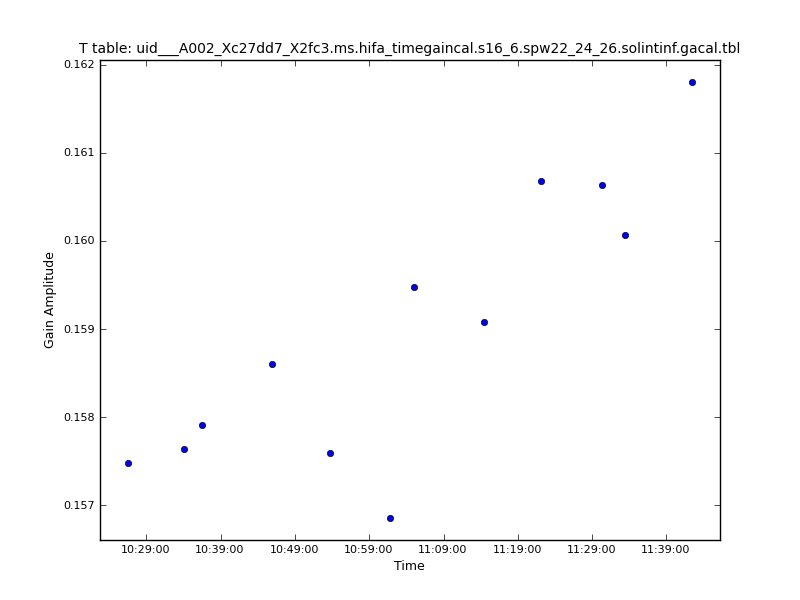 T table: uid___A002_Xc27dd7_X2fc3.ms.hifa_timegaincal.s16_6.spw22_24_26.solintinf.gacal.tbl
0.162
0.161
0.160
0.159
0.158
0.157
Gain Amplitude
10:29:00 10:39:00 10:49:00 10:59:00 11:09:00 11:19:00 11:29:00 11:39:00
Time